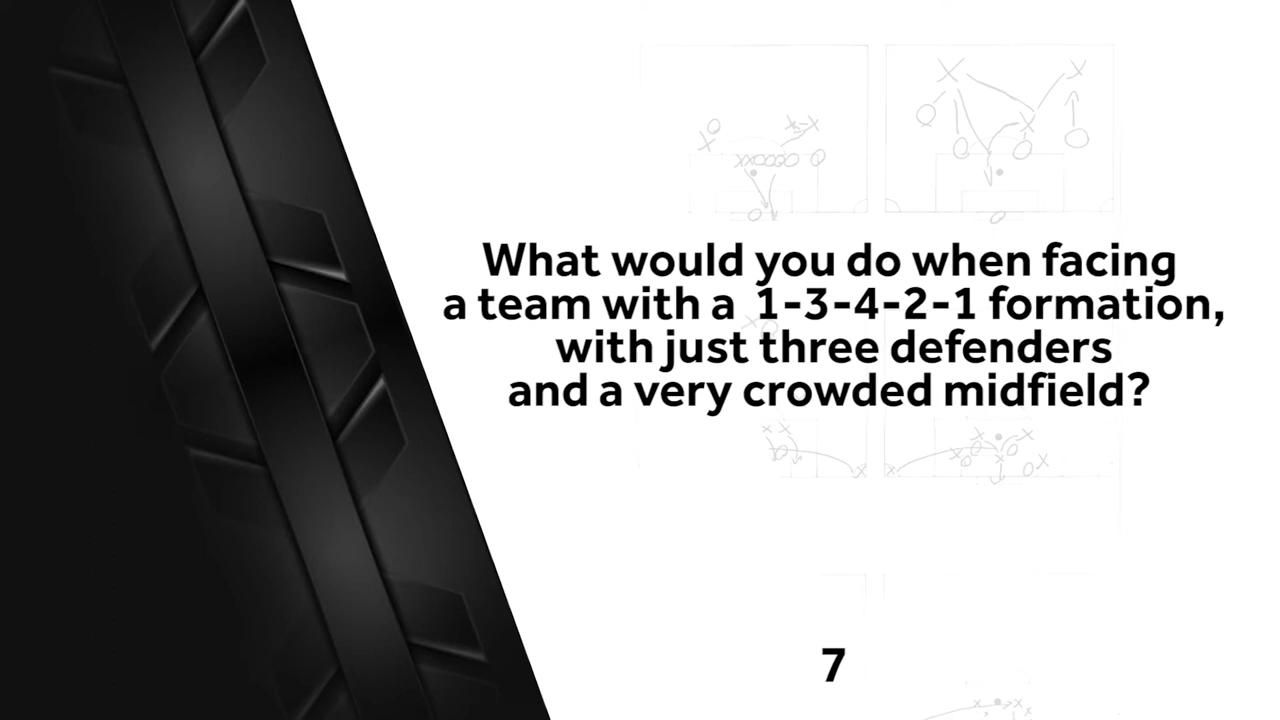 What would you do when facing
a team with a 1-3-4-2-1 formation,
with just three defenders
and a very crowded midfield?
7